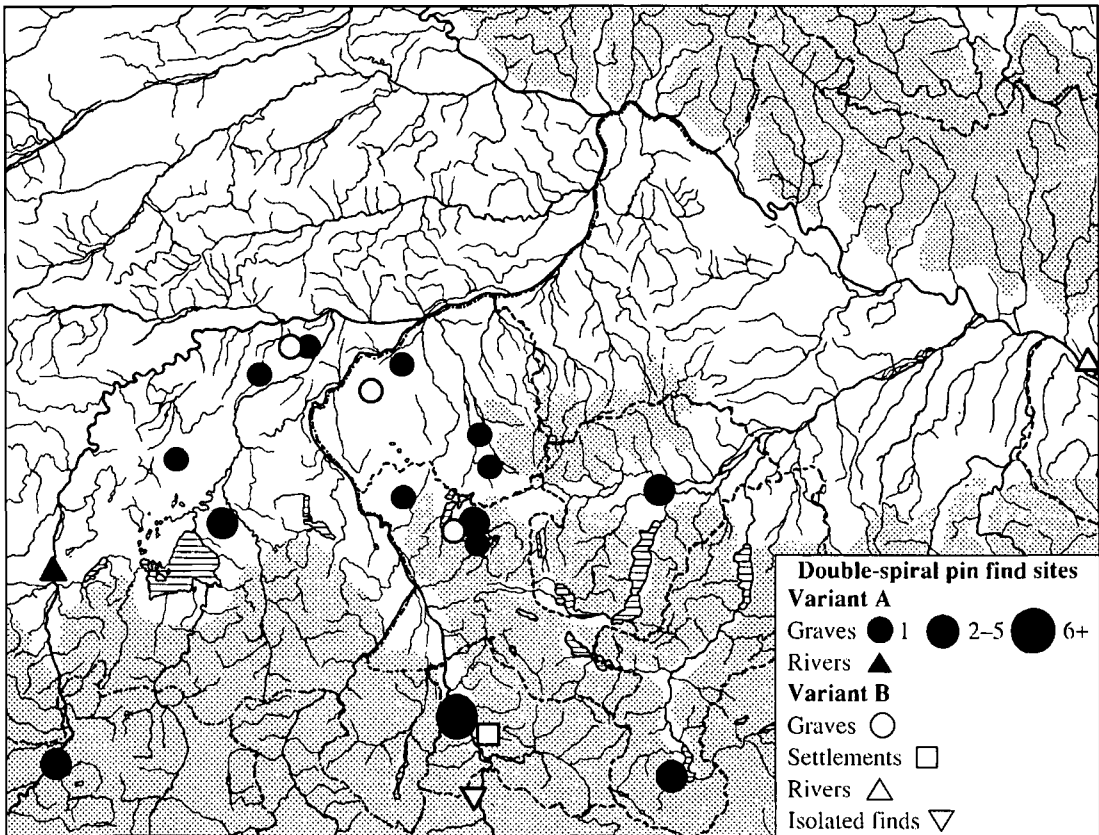 Double-spiral pin find sites
Variant A
Graves 1 2–5 6+
Rivers
Variant B
Graves
Settlements
Rivers
Isolated finds